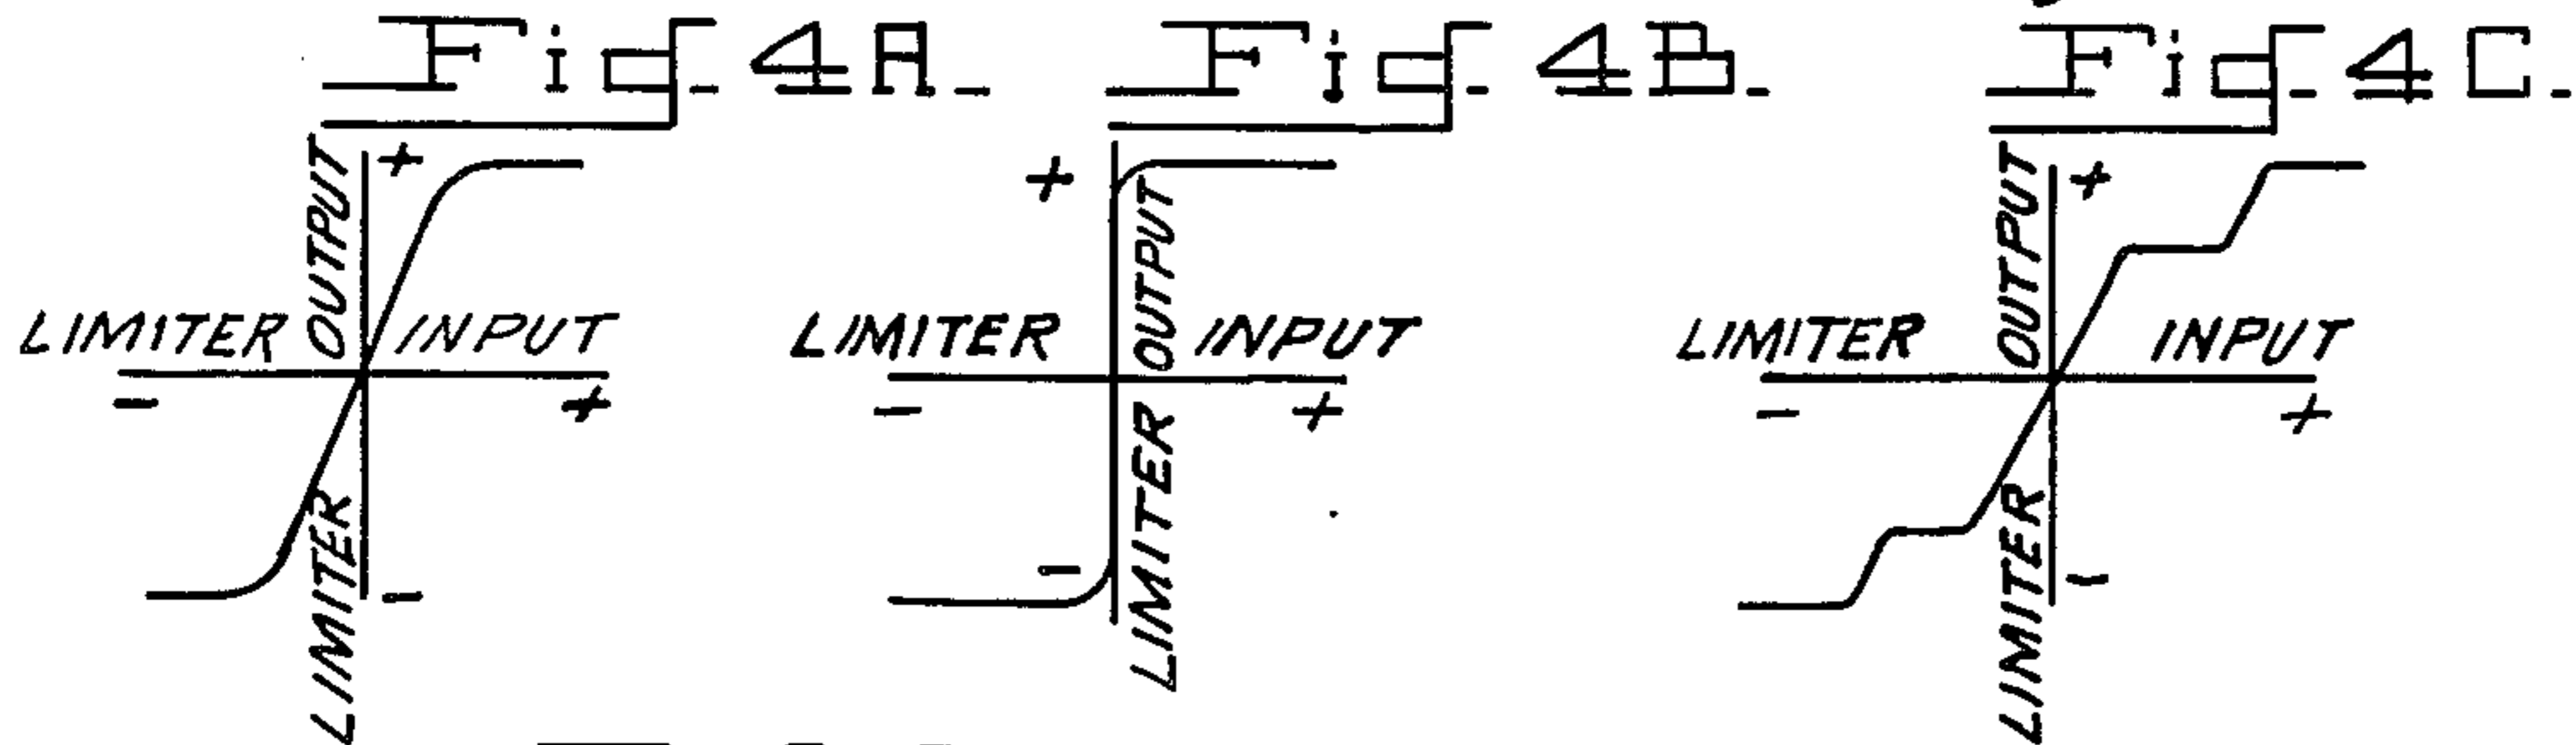 Fig. 4A.
+
LIMITER OUTPUT
LIMITER INPUT
-
+
-
Fig. 4B.
+
LIMITER OUTPUT
LIMITER INPUT
-
+
-
Fig. 4C.
+
LIMITER OUTPUT
LIMITER INPUT
-
+
-